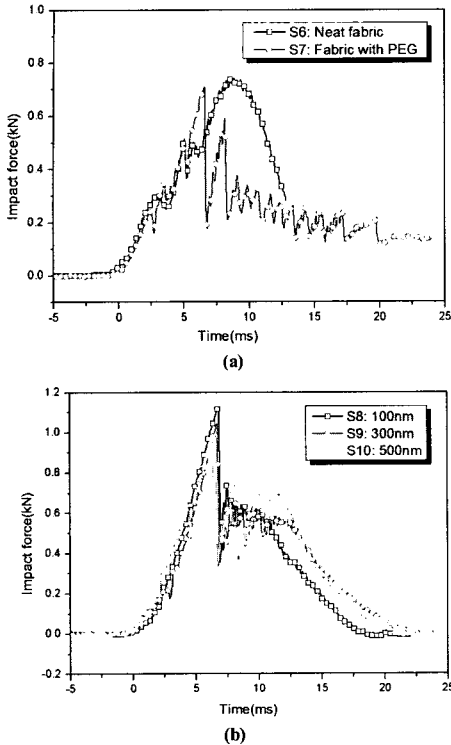 S6: Neat fabric
S7: Fabric with PEG
1.0
0.8
0.6
0.4
0.2
0.0
Impact force(kN)
-5 0 5 10 15 20 25
Time(ms)
(a)
S8: 100nm
S9: 300nm
S10: 500nm
1.2
1.0
0.8
0.6
0.4
0.2
0.0
-0.2
Impact force(kN)
-5 0 5 10 15 20 25
Time(ms)
(b)